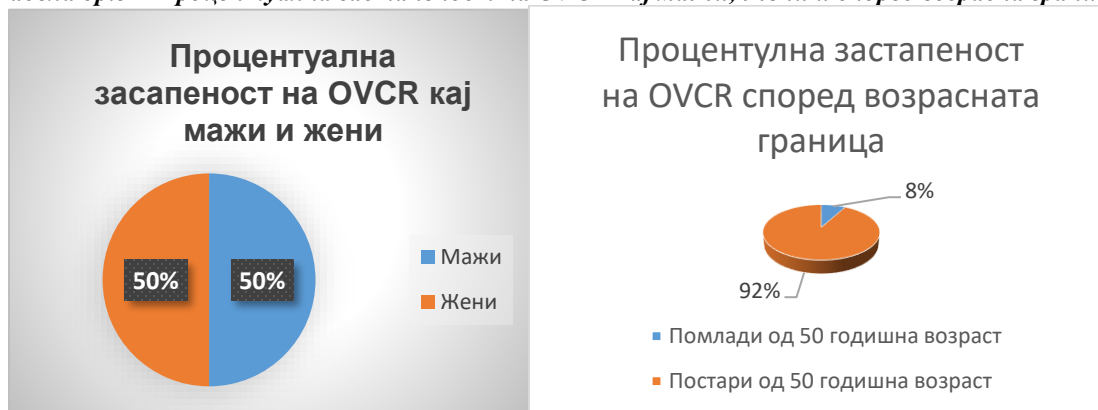 Процентуална
засапеност на OVCR кај
мажи и жени
50%
50%
Мажи
Жени
Процентулна застапеност
на OVCR според возрасната
граница
8%
92%
Помлади од 50 годишна возраст
Постари од 50 годишна возраст